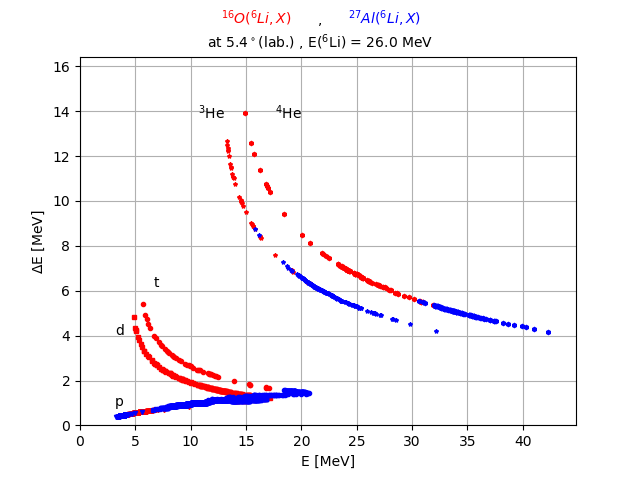 ¹⁶O(⁶Li, X) , ²⁷Al(⁶Li, X)
at 5.4°(lab.) , E(⁶Li) = 26.0 MeV
16
14
12
10
8
6
4
2
0
ΔE [MeV]
³He
⁴He
t
d
p
0
5
10
15
20
25
30
35
40
E [MeV]